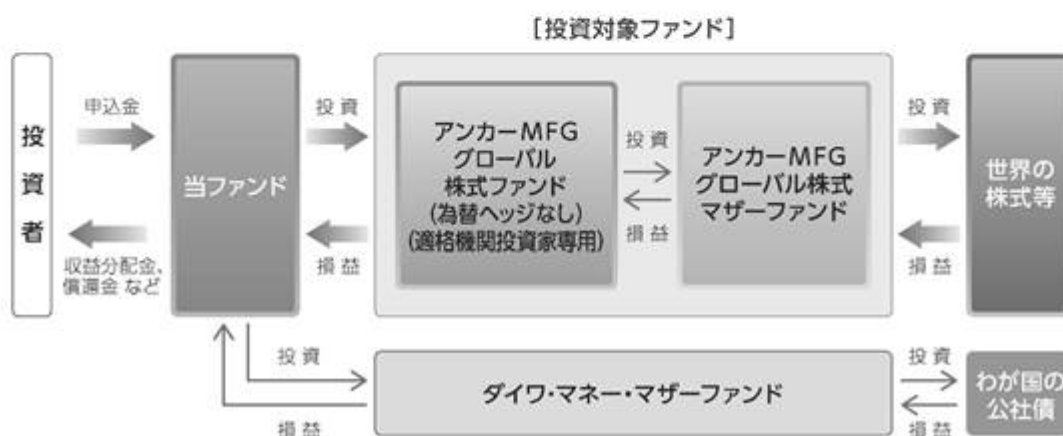 ［投資対象ファンド］
投資者
申込金
収益分配金、
償還金 など
当ファンド
投資
損益
アンカーMFG
グローバル
株式ファンド
(為替ヘッジなし)
(適格機関投資家専用)
投資
損益
アンカーMFG
グローバル株式
マザーファンド
投資
損益
世界の
株式等
投資
損益
ダイワ・マネー・マザーファンド
投資
損益
わが国の
公社債